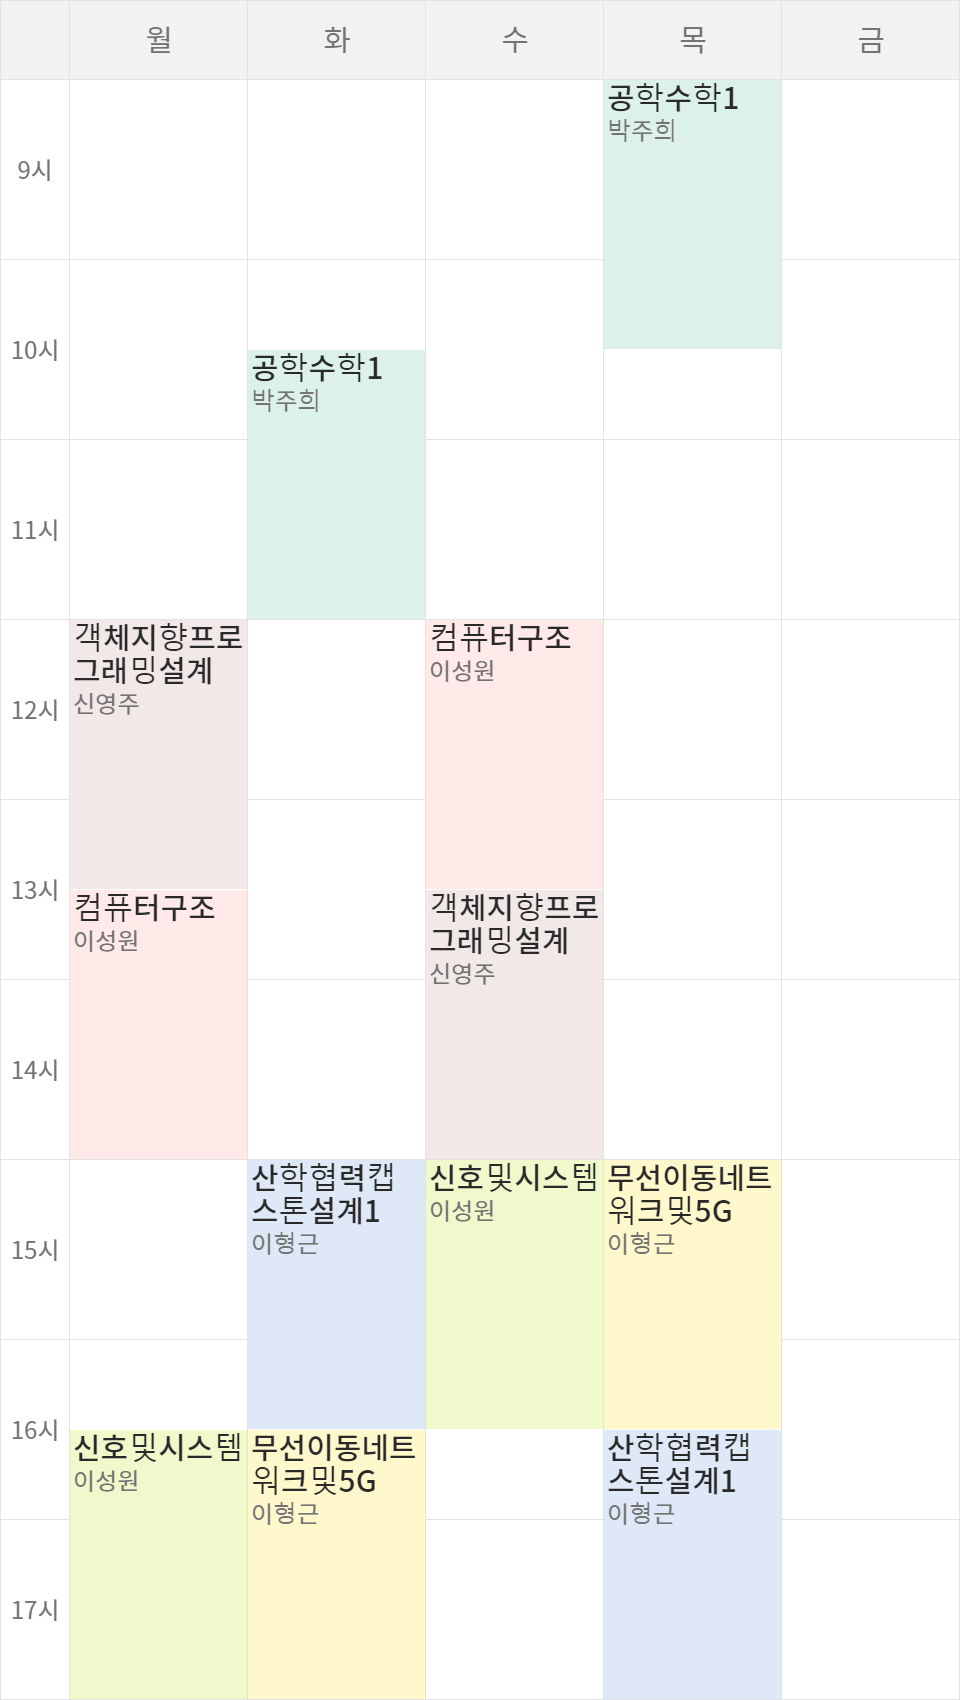 월 화 수 목 금
9시
공학수학1
박주희
10시
공학수학1
박주희
11시
객체지향프로
그래밍설계
신영주
컴퓨터구조
이성원
12시
13시
컴퓨터구조
이성원
객체지향프로
그래밍설계
신영주
14시
산학협력캡
스톤설계1
이형근
신호및시스템
이성원
무선이동네트
워크및5G
이형근
15시
16시
신호및시스템
이성원
무선이동네트
워크및5G
이형근
산학협력캡
스톤설계1
이형근
17시